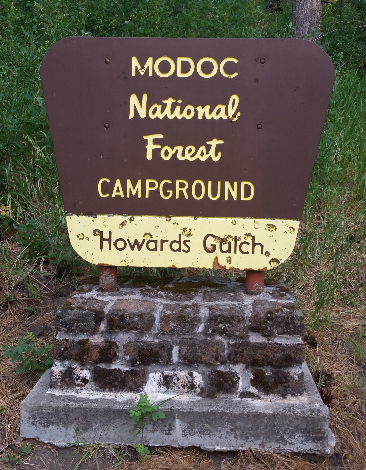 MODOC
National
Forest
CAMPGROUND
Howards Gulch